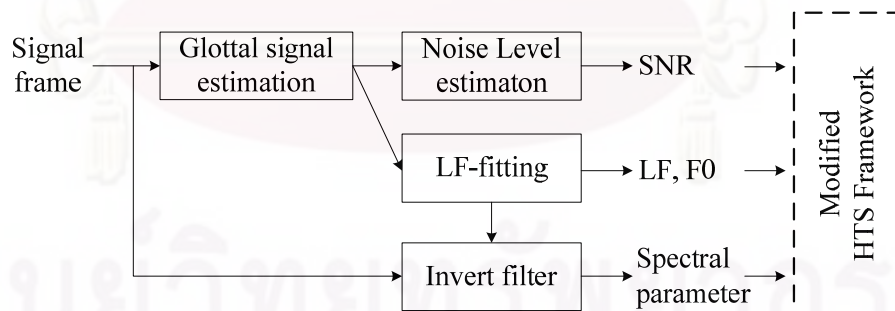 Signal
frame
Glottal signal
estimation
Noise Level
estimaton
SNR
LF-fitting
LF, F0
Invert filter
Spectral
parameter
Modified
HTS Framework